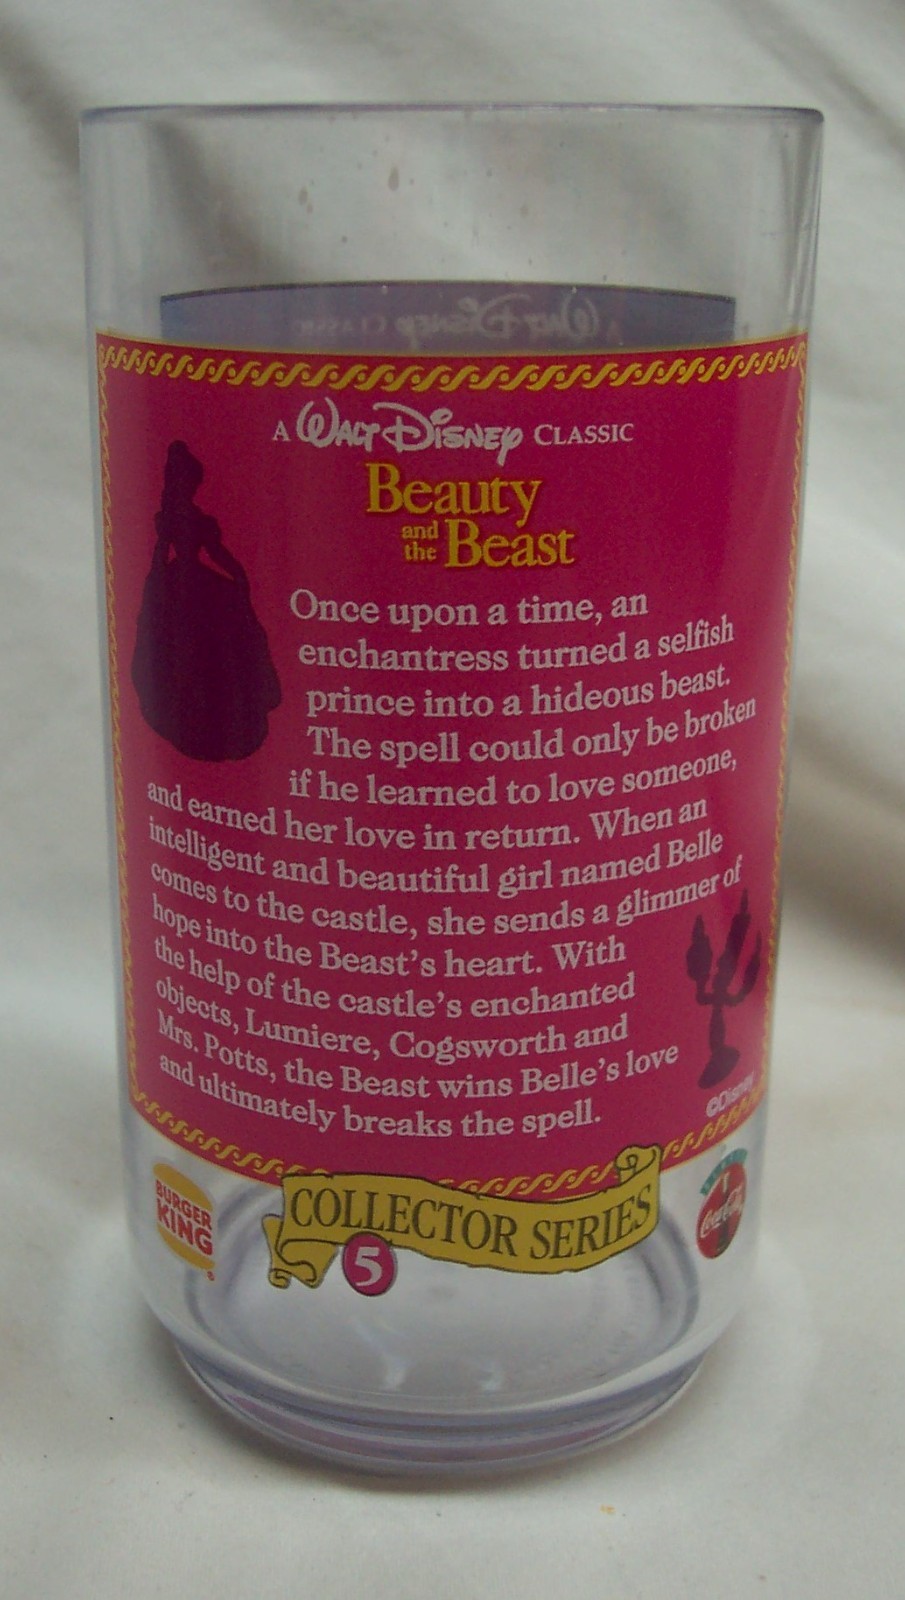 A Walt Disney Classic
Beauty
and the Beast
Once upon a time, an
enchantress turned a selfish
prince into a hideous beast.
The spell could only be broken
if he learned to love someone,
and earned her love in return. When an
intelligent and beautiful girl named Belle
comes to the castle, she sends a glimmer of
hope into the Beast's heart. With
the help of the castle's enchanted
objects, Lumiere, Cogsworth and
Mrs. Potts, the Beast wins Belle's love
and ultimately breaks the spell.
©Disney
BURGER
KING
COLLECTOR SERIES
5
Coca-Cola